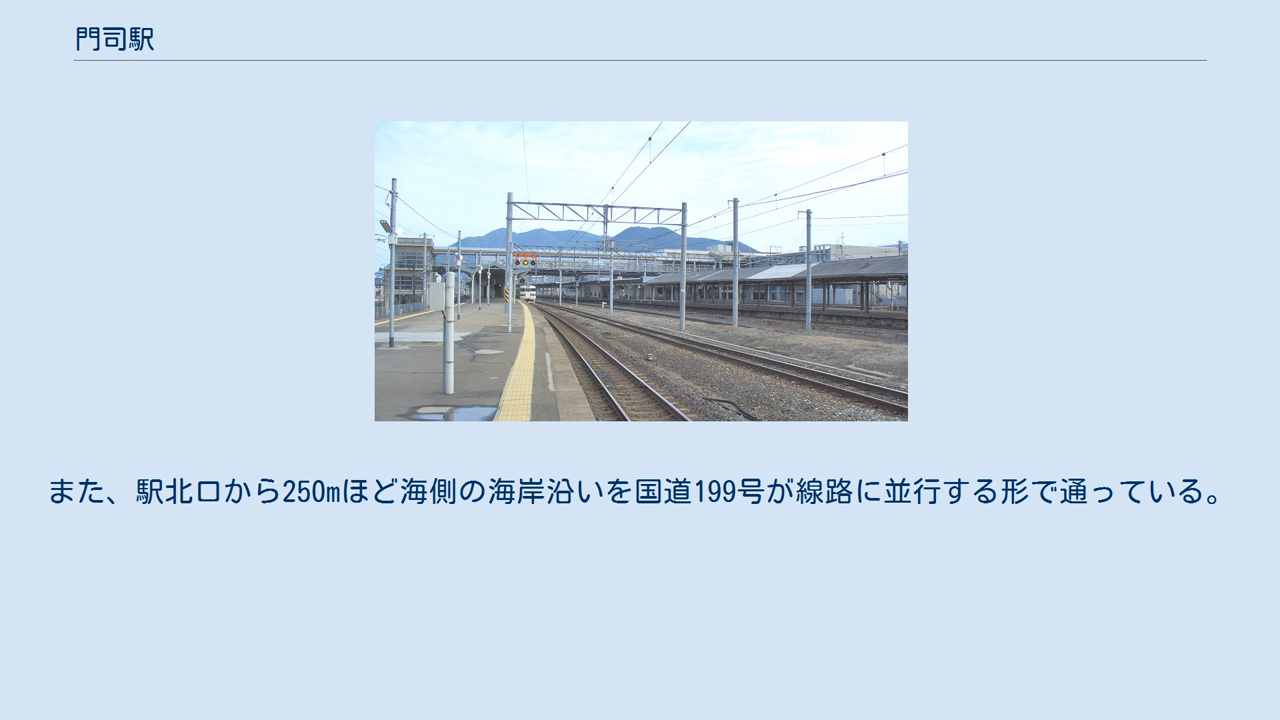 門司駅
また、駅北口から250mほど海側の海岸沿いを国道199号が線路に並行する形で通っている。